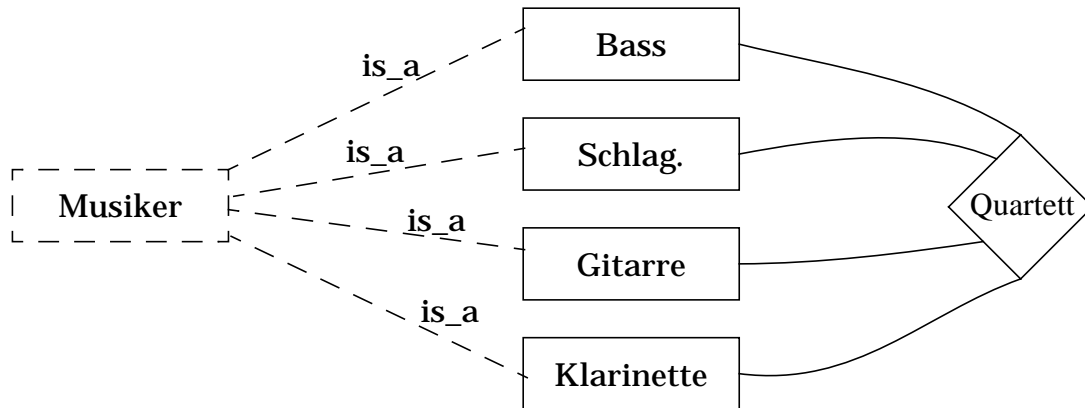 Bass
is_a
Schlag.
is_a
Musiker
Quartett
is_a
Gitarre
is_a
Klarinette